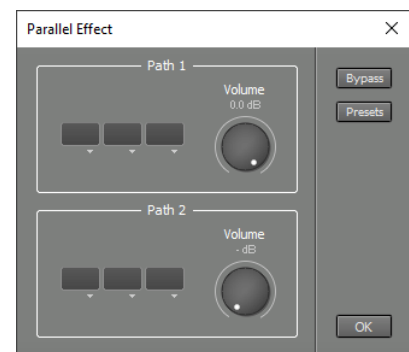 Parallel Effect
Path 1
Volume
0.0 dB
Bypass
Presets
Path 2
Volume
- dB
OK